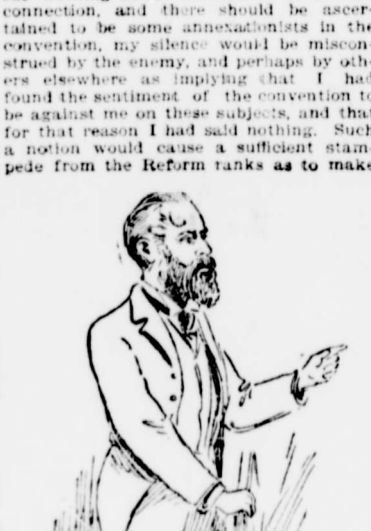 connection, and there should be ascer-
tained to be some annexationists in the
convention, my silence would be miscon-
strued by the enemy, and perhaps by oth-
ers elsewhere as implying that I had
found the sentiment of the convention to
be against me on these subjects, and that
for that reason I had said nothing. Such
a notion would cause a sufficient stam-
pede from the Reform ranks as to make